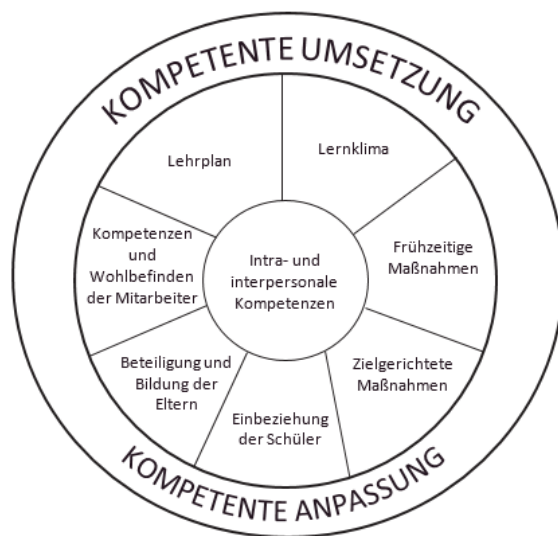 KOMPETENTE UMSETZUNG
Lehrplan
Lernklima
Kompetenzen
und
Wohlbefinden
der Mitarbeiter
Intra- und
interpersonale
Kompetenzen
Frühzeitige
Maßnahmen
Beteiligung und
Bildung der
Eltern
Zielgerichtete
Maßnahmen
Einbeziehung
der Schüler
KOMPETENTE ANPASSUNG